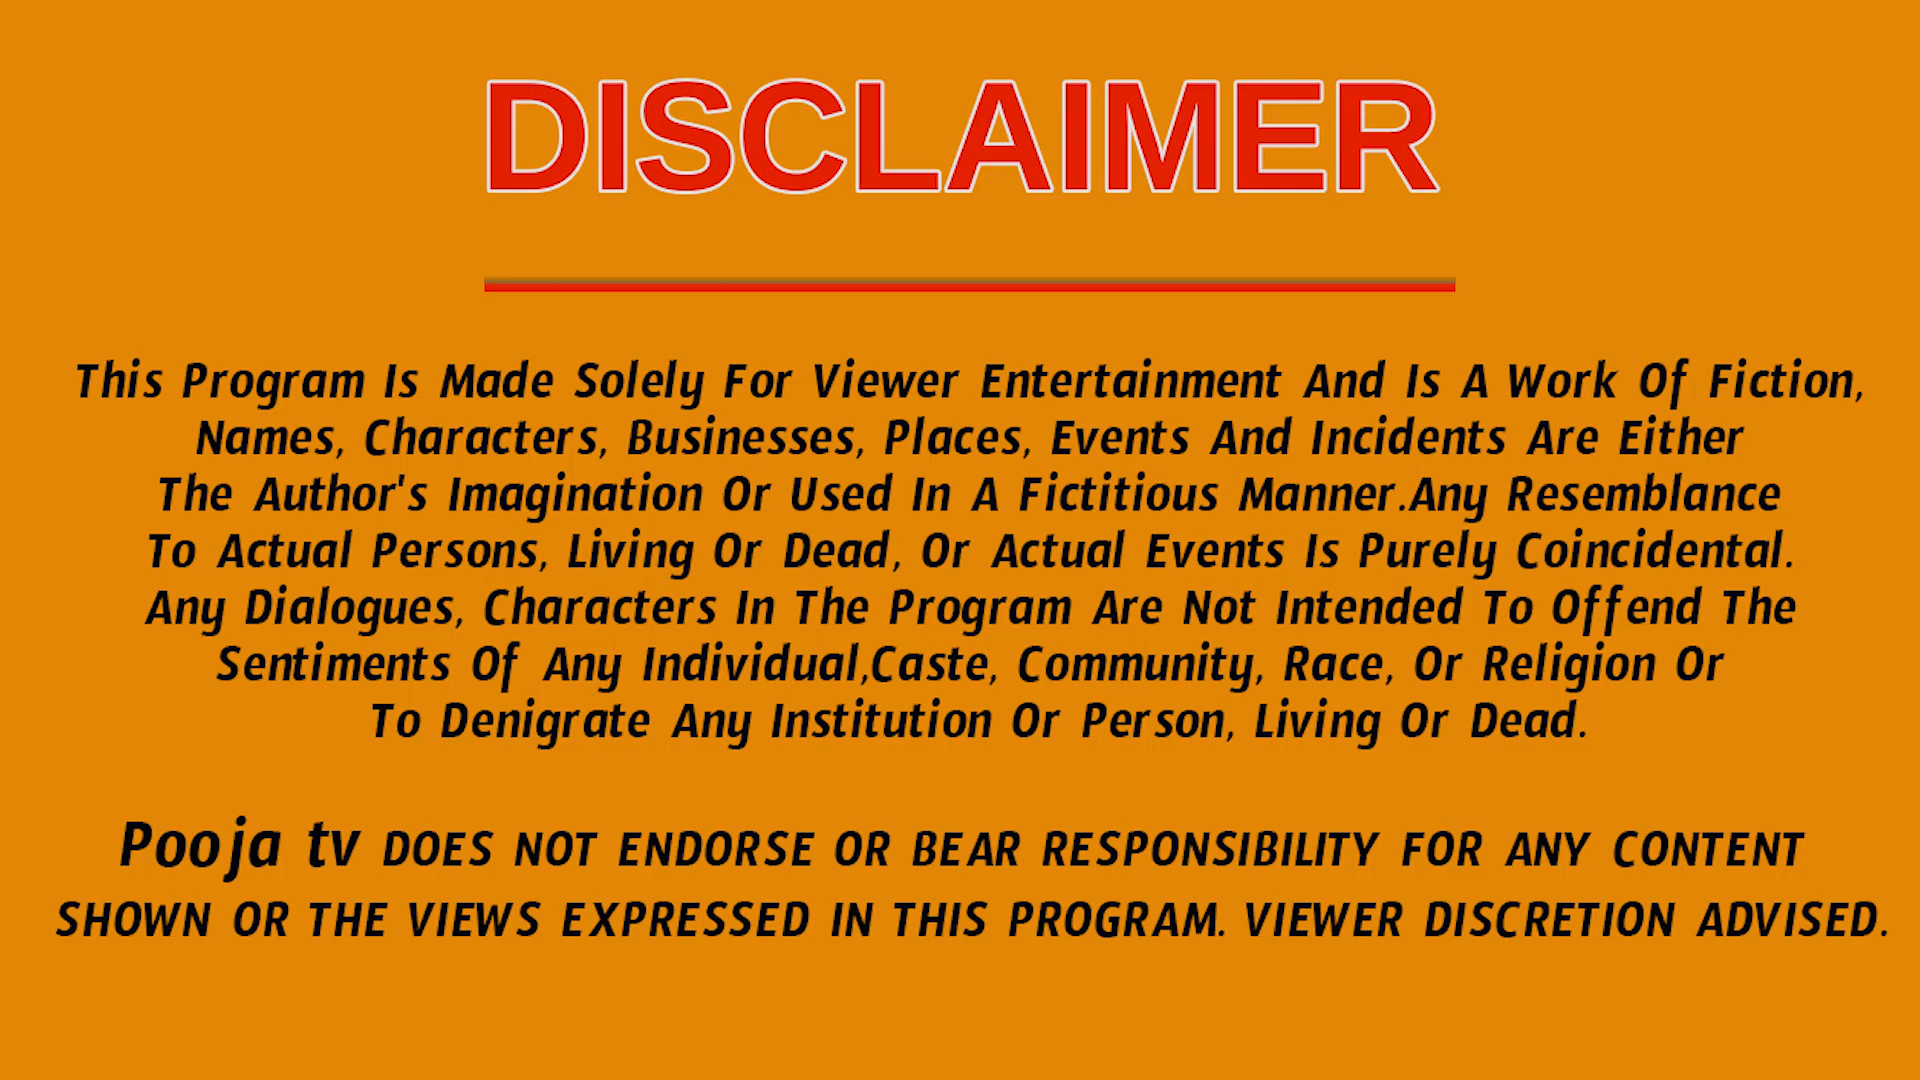 DISCLAIMER
This Program Is Made Solely For Viewer Entertainment And Is A Work Of Fiction,
Names, Characters, Businesses, Places, Events And Incidents Are Either
The Author's Imagination Or Used In A Fictitious Manner.Any Resemblance
To Actual Persons, Living Or Dead, Or Actual Events Is Purely Coincidental.
Any Dialogues, Characters In The Program Are Not Intended To Offend The
Sentiments Of Any Individual,Caste, Community, Race, Or Religion Or
To Denigrate Any Institution Or Person, Living Or Dead.
Pooja tv DOES NOT ENDORSE OR BEAR RESPONSIBILITY FOR ANY CONTENT
SHOWN OR THE VIEWS EXPRESSED IN THIS PROGRAM. VIEWER DISCRETION ADVISED.